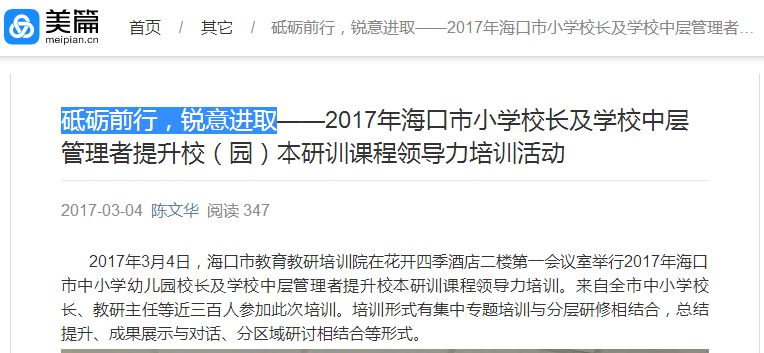 美篇
meipian.cn
首页 / 其它 / 砥砺前行，锐意进取——2017年海口市小学校长及学校中层管理者...
砥砺前行，锐意进取——2017年海口市小学校长及学校中层
管理者提升校（园）本研训课程领导力培训活动
2017-03-04 陈文华 阅读 347
2017年3月4日，海口市教育教研培训院在花开四季酒店二楼第一会议室举行2017年海口
市中小学幼儿园校长及学校中层管理者提升校本研训课程领导力培训。来自全市中小学校
长、教研主任等近三百人参加此次培训。培训形式有集中专题培训与分层研修相结合，总结
提升、成果展示与对话、分区域研讨相结合等形式。